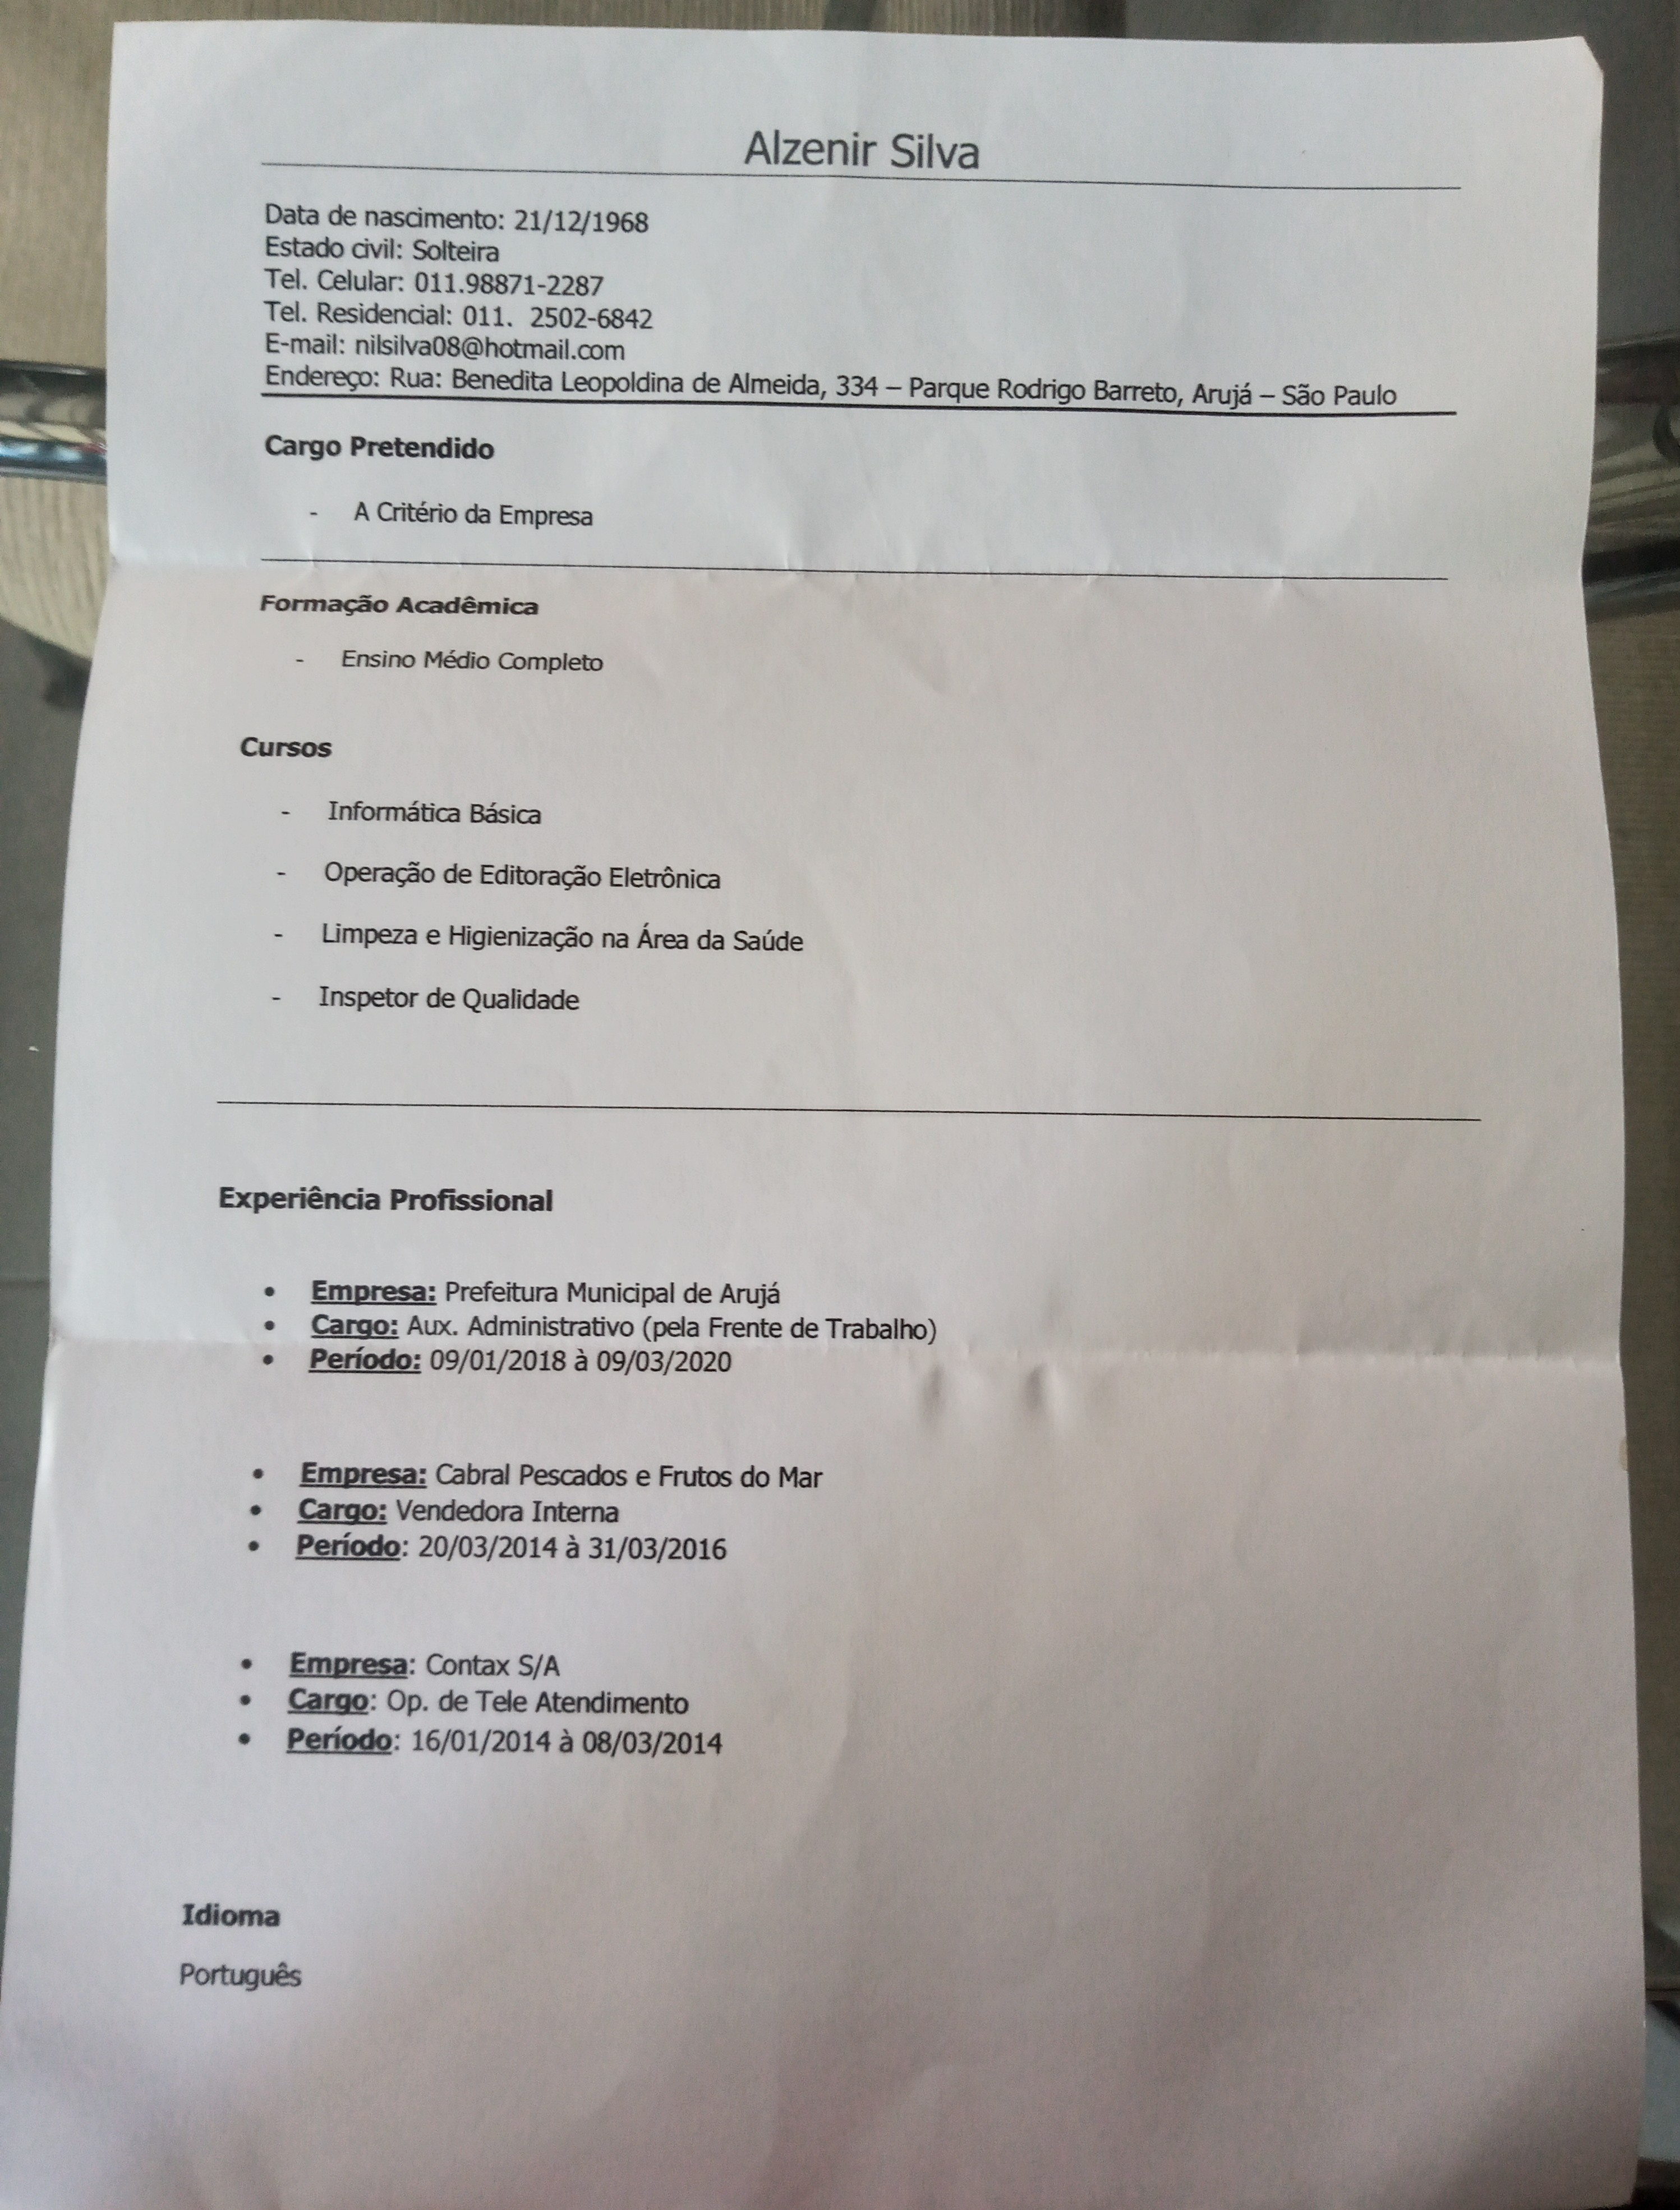 Alzenir Silva
Data de nascimento: 21/12/1968
Estado civil: Solteira
Tel. Celular: 011.98871-2287
Tel. Residencial: 011.  2502-6842
E-mail: nilsilva08@hotmail.com
Endereço: Rua: Benedita Leopoldina de Almeida, 334 – Parque Rodrigo Barreto, Arujá – São Paulo
Cargo Pretendido
- A Critério da Empresa
Formação Acadêmica
- Ensino Médio Completo
Cursos
- Informática Básica
- Operação de Editoração Eletrônica
- Limpeza e Higienização na Área da Saúde
- Inspetor de Qualidade
Experiência Profissional
• Empresa: Prefeitura Municipal de Arujá
• Cargo: Aux. Administrativo (pela Frente de Trabalho)
• Período: 09/01/2018 à 09/03/2020
• Empresa: Cabral Pescados e Frutos do Mar
• Cargo: Vendedora Interna
• Período: 20/03/2014 à 31/03/2016
• Empresa: Contax S/A
• Cargo: Op. de Tele Atendimento
• Período: 16/01/2014 à 08/03/2014
Idioma
Português